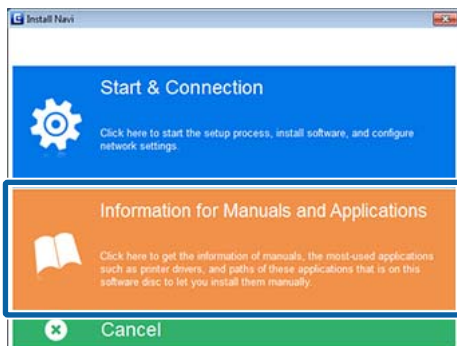 Install Navi
Start & Connection
Click here to start the setup process, install software, and configure
network settings.
Information for Manuals and Applications
Click here to get the information of manuals, the most-used applications
such as printer drivers, and paths of these applications that is on this
software disc to let you install them manually.
Cancel